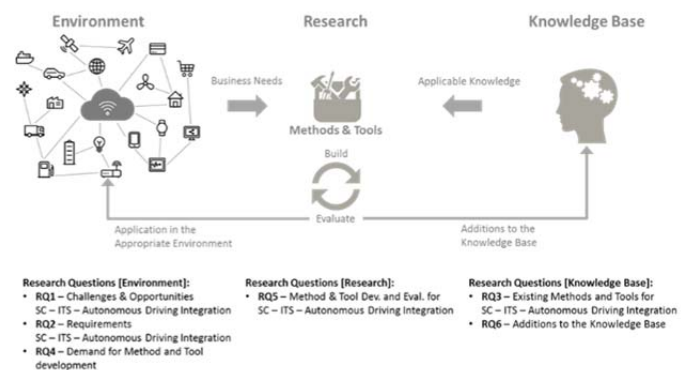 Environment
Research
Knowledge Base
Business Needs
Applicable Knowledge
Methods & Tools
Build
Evaluate
Application in the
Appropriate Environment
Additions to the
Knowledge Base
Research Questions [Environment]:
• RQ1 – Challenges & Opportunities
SC – ITS – Autonomous Driving Integration
• RQ2 – Requirements
SC – ITS – Autonomous Driving Integration
• RQ4 – Demand for Method and Tool
development
Research Questions [Research]:
• RQ5 – Method & Tool Dev. and Eval. for
SC – ITS – Autonomous Driving Integration
Research Questions [Knowledge Base]:
• RQ3 – Existing Methods and Tools for
SC – ITS – Autonomous Driving Integration
• RQ6 – Additions to the Knowledge Base